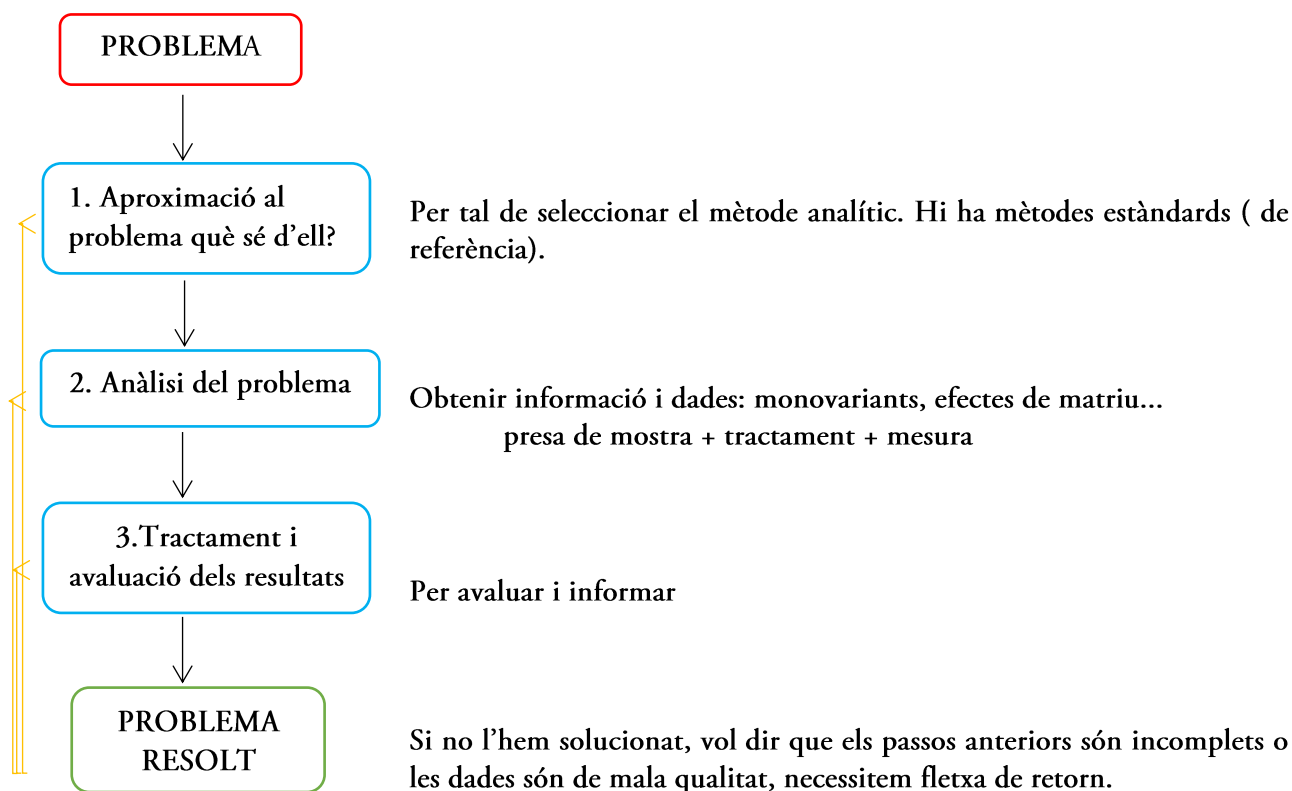 PROBLEMA
1. Aproximació al
problema què sé d'ell?
Per tal de seleccionar el mètode analític. Hi ha mètodes estàndards ( de
referència).
2. Anàlisi del problema
Obtenir informació i dades: monovariants, efectes de matriu...
presa de mostra + tractament + mesura
3.Tractament i
avaluació dels resultats
Per avaluar i informar
PROBLEMA
RESOLT
Si no l'hem solucionat, vol dir que els passos anteriors són incomplets o
les dades són de mala qualitat, necessitem fletxa de retorn.